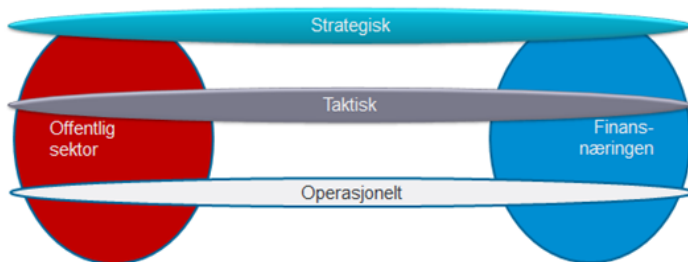 Strategisk
Taktisk
Offentlig
sektor
Finans-
næringen
Operasjonelt